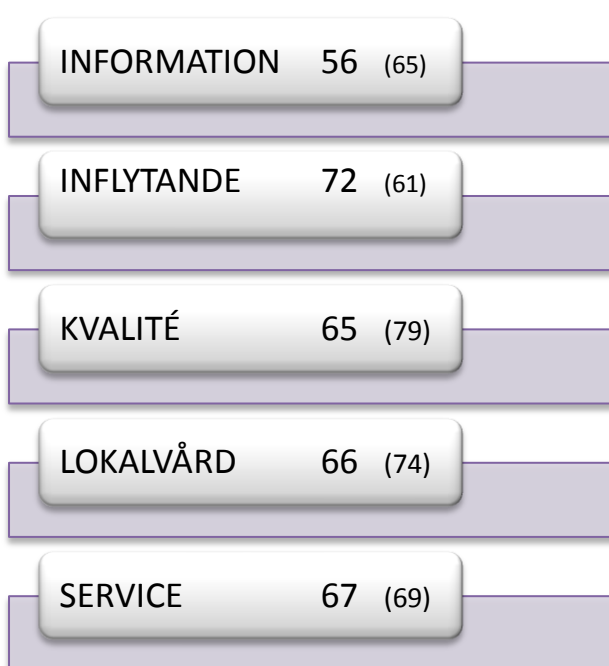 INFORMATION 56 (65)
INFLYTANDE 72 (61)
KVALITÉ 65 (79)
LOKALVÅRD 66 (74)
SERVICE 67 (69)